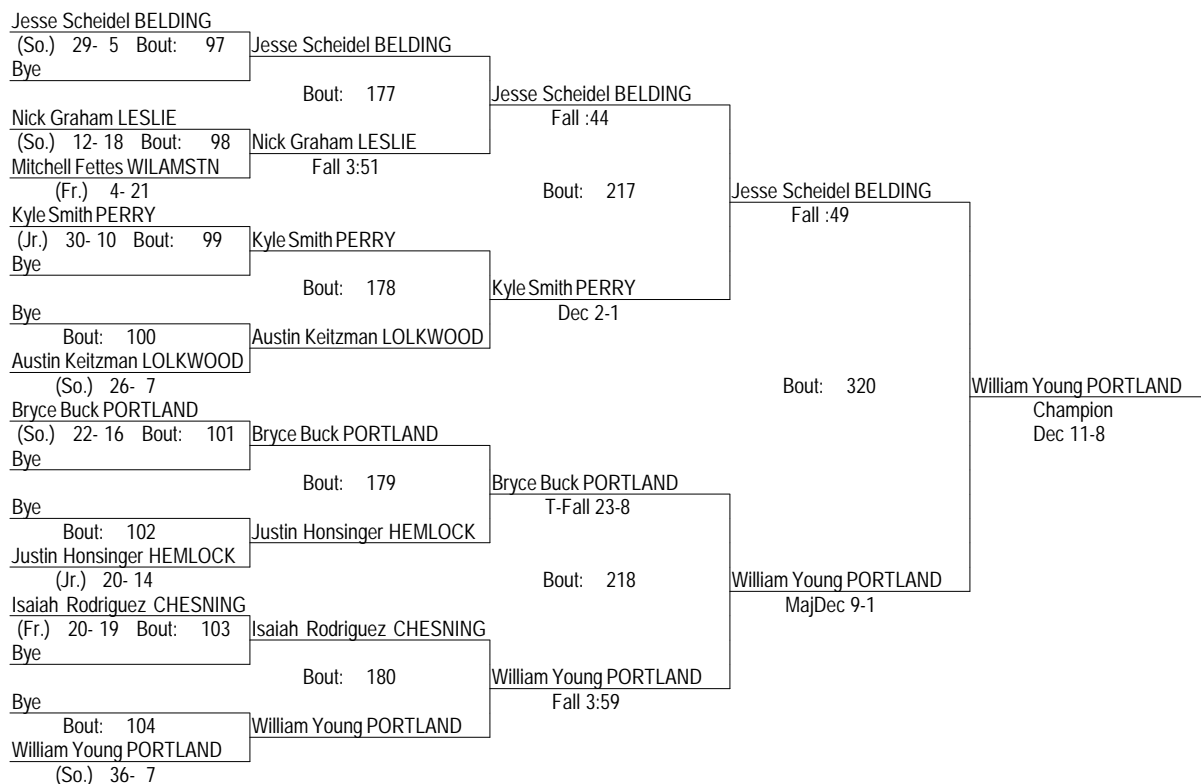 Jesse Scheidel BELDING
(So.) 29- 5 Bout: 97
Bye
Jesse Scheidel BELDING
Bout: 177
Nick Graham LESLIE
(So.) 12- 18 Bout: 98
Mitchell Fettes WILAMSTN
(Fr.) 4- 21
Nick Graham LESLIE
Fall 3:51
Jesse Scheidel BELDING
Fall :44
Bout: 217
Kyle Smith PERRY
(Jr.) 30- 10 Bout: 99
Bye
Kyle Smith PERRY
Bout: 178
Bye
Bout: 100
Austin Keitzman LOLKWOOD
(So.) 26- 7
Austin Keitzman LOLKWOOD
Kyle Smith PERRY
Dec 2-1
Jesse Scheidel BELDING
Fall :49
Bout: 320
Bryce Buck PORTLAND
(So.) 22- 16 Bout: 101
Bye
Bryce Buck PORTLAND
Bout: 179
Bye
Bout: 102
Justin Honsinger HEMLOCK
(Jr.) 20- 14
Justin Honsinger HEMLOCK
Bryce Buck PORTLAND
T-Fall 23-8
Bout: 218
Isaiah Rodriguez CHESNING
(Fr.) 20- 19 Bout: 103
Bye
Isaiah Rodriguez CHESNING
Bout: 180
Bye
Bout: 104
William Young PORTLAND
(So.) 36- 7
William Young PORTLAND
William Young PORTLAND
Fall 3:59
William Young PORTLAND
MajDec 9-1
William Young PORTLAND
Champion
Dec 11-8